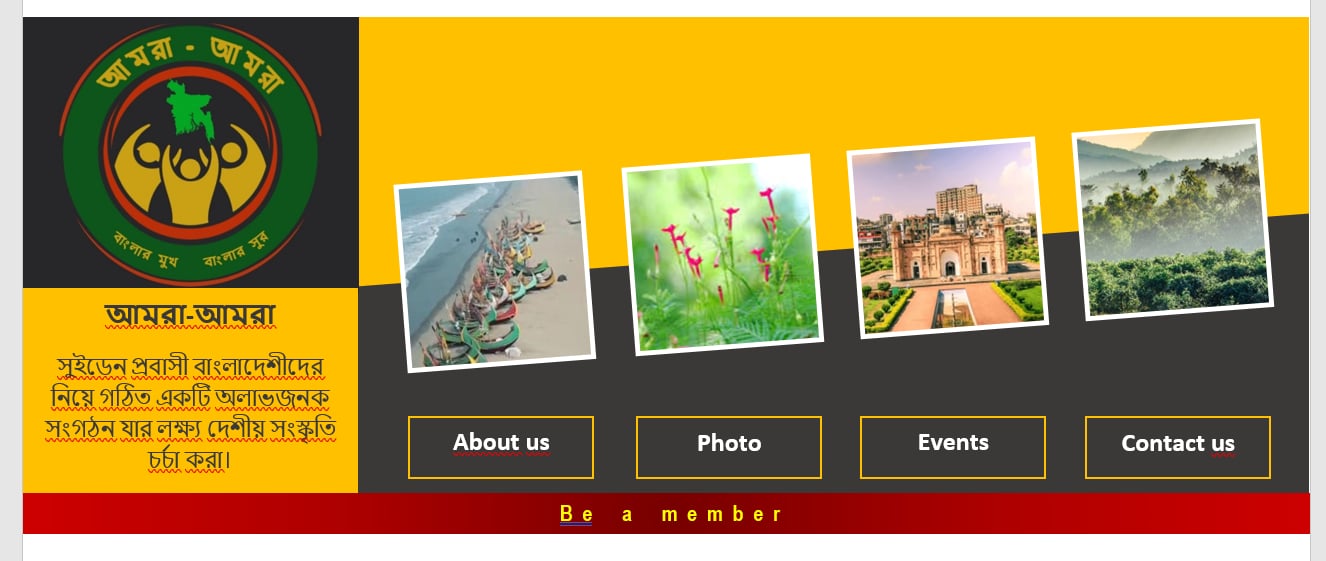 আমরা - আমরা
বাংলার মুখ বাংলার সুর
আমরা-আমরা
সুইডেন প্রবাসী বাংলাদেশীদের
নিয়ে গঠিত একটি অলাভজনক
সংগঠন যার লক্ষ্য দেশীয় সংস্কৃতি
চর্চা করা।
About us
Photo
Events
Contact us
Be a member